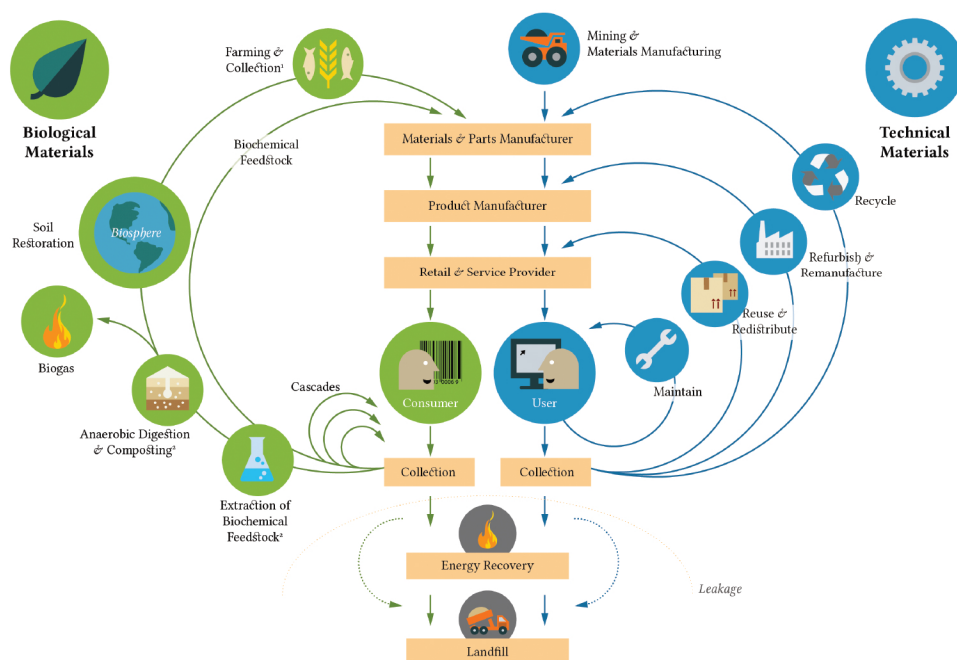 Farming &
Collection¹
Mining &
Materials Manufacturing
Biological
Materials
Technical
Materials
Biochemical
Feedstock
Materials & Parts Manufacturer
Recycle
Product Manufacturer
Soil
Restoration
Biosphere
Refurbish &
Remanufacture
Retail & Service Provider
Reuse &
Redistribute
Biogas
Cascades
Consumer
User
Maintain
Anaerobic Digestion
& Composting²
Collection
Collection
Extraction of
Biochemical
Feedstock²
Energy Recovery
Leakage
Landfill